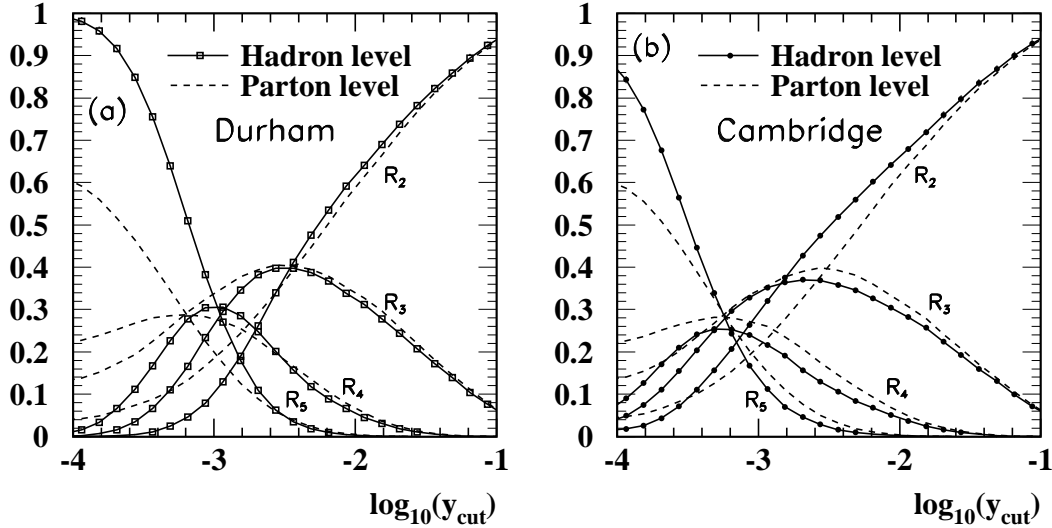 1
0.9
0.8
0.7
0.6
0.5
0.4
0.3
0.2
0.1
0
-4
-3
-2
-1
log10(ycut)
(a)
Hadron level
Parton level
Durham
R2
R3
R4
R5
1
0.9
0.8
0.7
0.6
0.5
0.4
0.3
0.2
0.1
0
-4
-3
-2
-1
log10(ycut)
(b)
Hadron level
Parton level
Cambridge
R2
R3
R4
R5